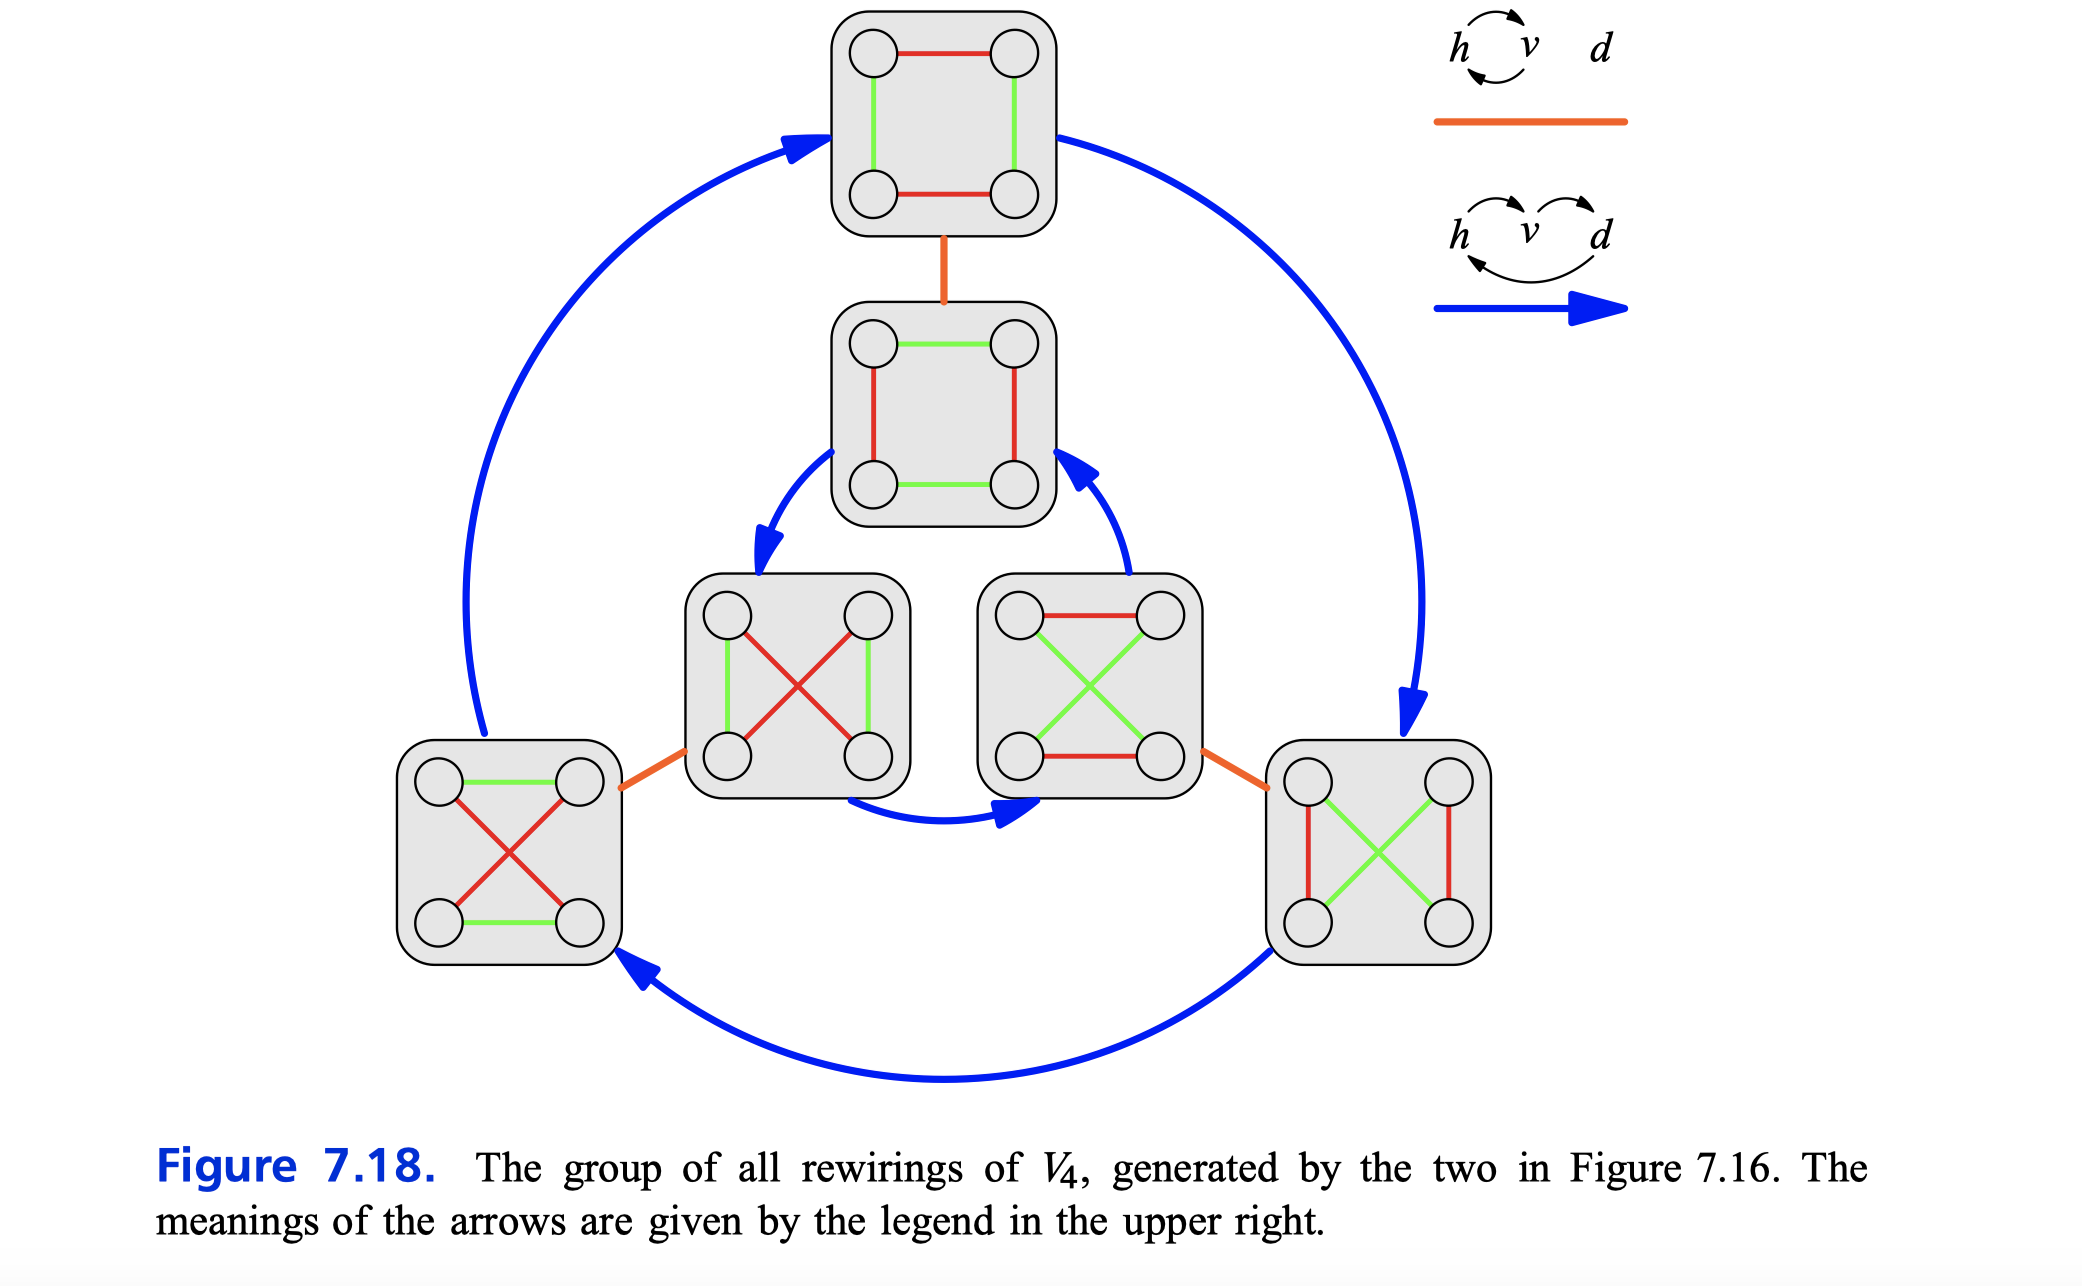 h v d
h v d
Figure 7.18. The group of all rewirings of V4, generated by the two in Figure 7.16. The
meanings of the arrows are given by the legend in the upper right.